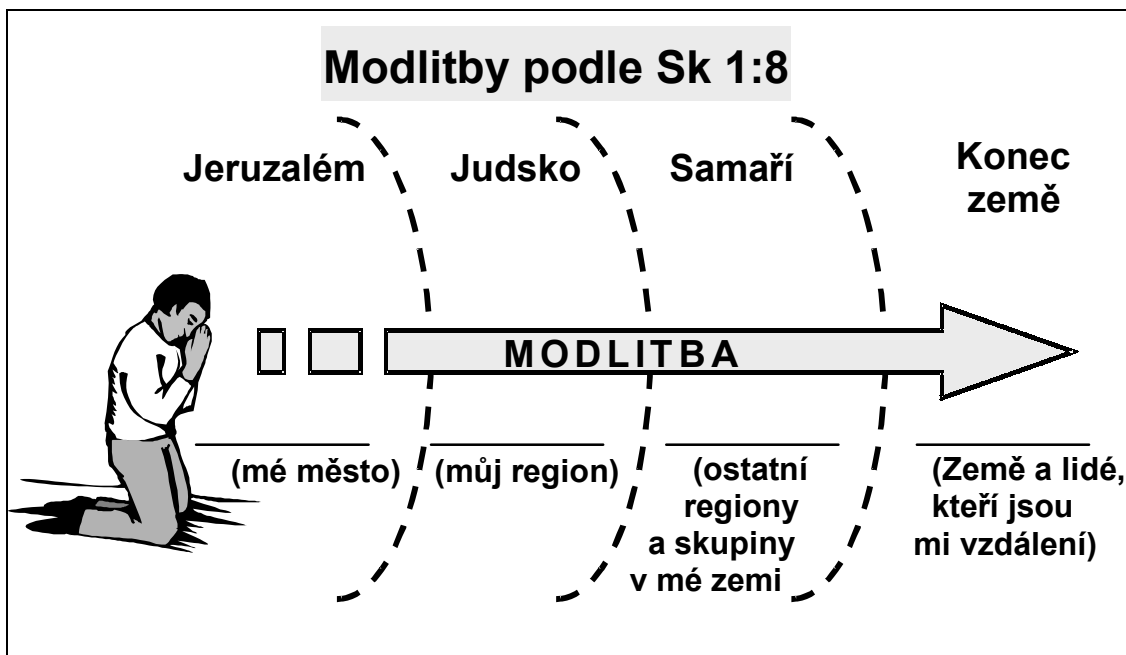 Modlitby podle Sk 1:8
Jeruzalém
Judsko
Samaří
Konec
země
MODLITBA
(mé město)
(můj region)
(ostatní
regiony
a skupiny
v mé zemi
(Země a lidé,
kteří jsou
mi vzdálení)